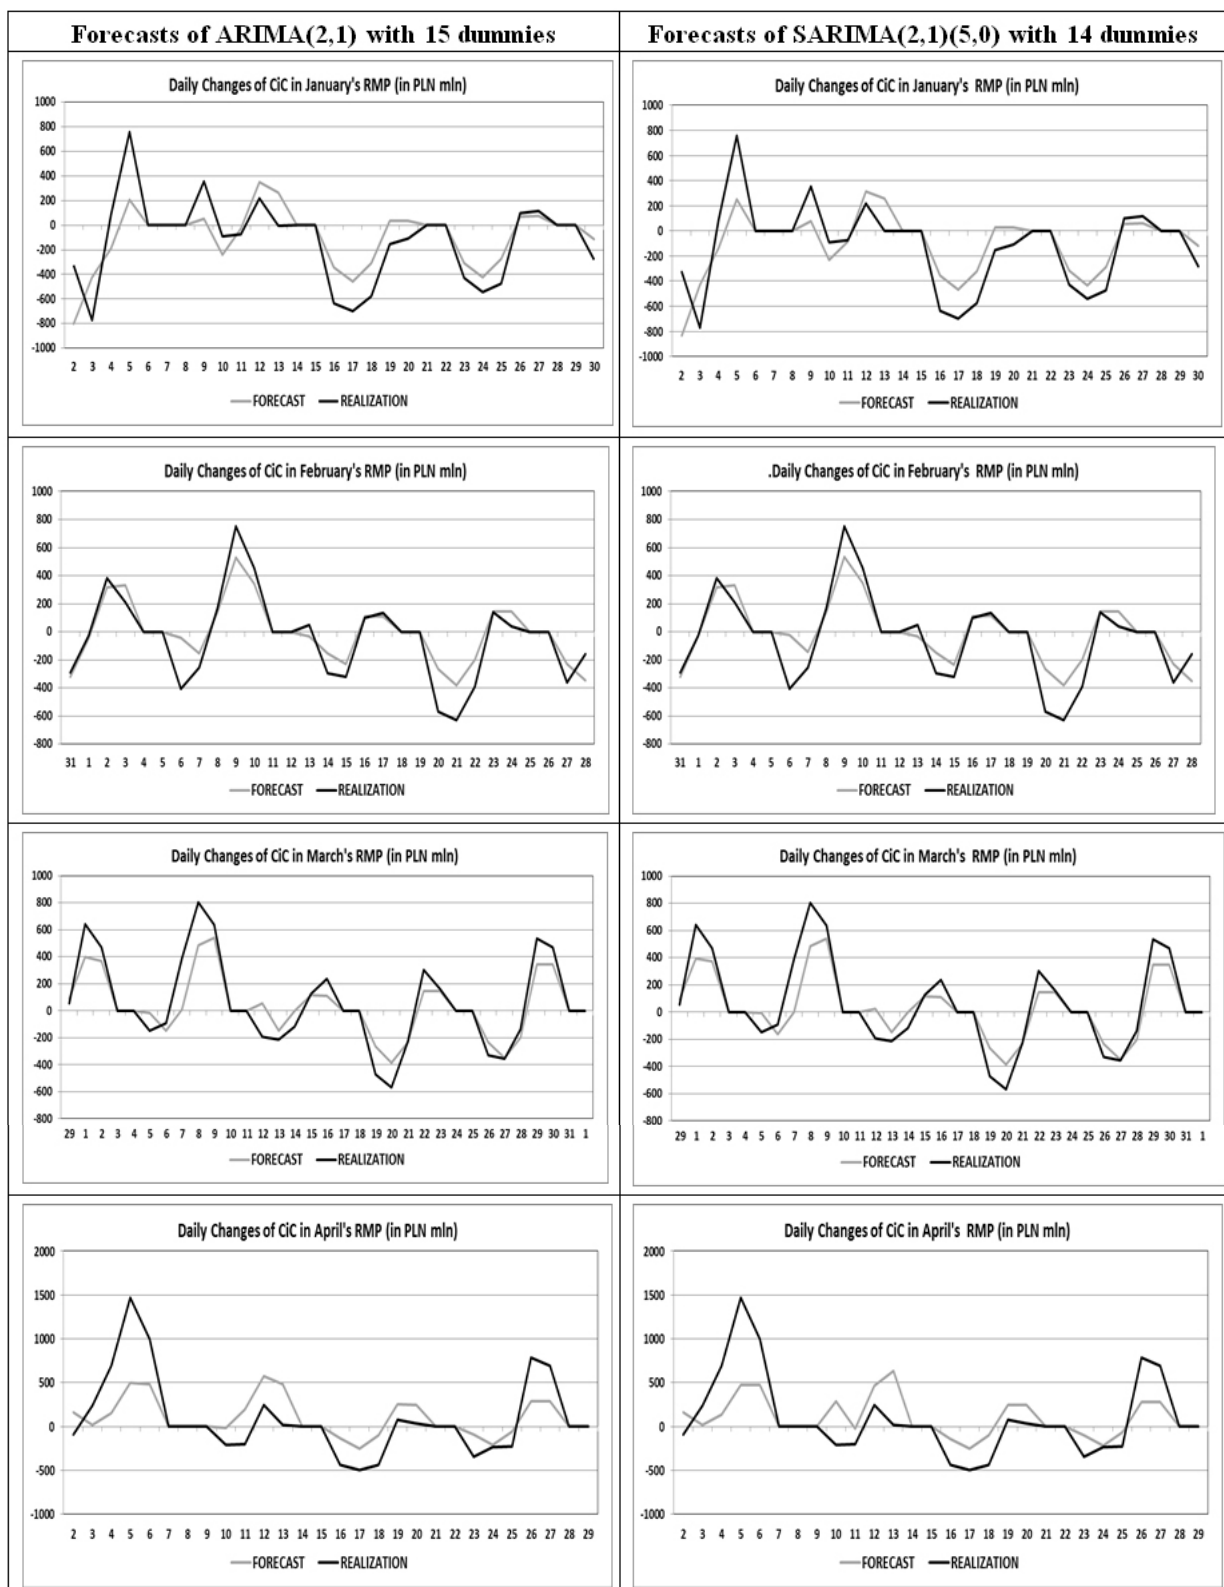 Forecasts of ARIMA(2,1) with 15 dummies
Forecasts of SARIMA(2,1)(5,0) with 14 dummies
Daily Changes of CiC in January's RMP (in PLN mln)
1000
800
600
400
200
0
-200
-400
-600
-800
-1000
2 3 4 5 6 7 8 9 10 11 12 13 14 15 16 17 18 19 20 21 22 23 24 25 26 27 28 29 30
FORECAST REALIZATION
Daily Changes of CiC in January's RMP (in PLN mln)
1000
800
600
400
200
0
-200
-400
-600
-800
-1000
2 3 4 5 6 7 8 9 10 11 12 13 14 15 16 17 18 19 20 21 22 23 24 25 26 27 28 29 30
FORECAST REALIZATION
Daily Changes of CiC in February's RMP (in PLN mln)
1000
800
600
400
200
0
-200
-400
-600
-800
31 1 2 3 4 5 6 7 8 9 10 11 12 13 14 15 16 17 18 19 20 21 22 23 24 25 26 27 28
FORECAST REALIZATION
.Daily Changes of CiC in February's RMP (in PLN mln)
1000
800
600
400
200
0
-200
-400
-600
-800
31 1 2 3 4 5 6 7 8 9 10 11 12 13 14 15 16 17 18 19 20 21 22 23 24 25 26 27 28
FORECAST REALIZATION
Daily Changes of CiC in March's RMP (in PLN mln)
1000
800
600
400
200
0
-200
-400
-600
-800
29 1 2 3 4 5 6 7 8 9 10 11 12 13 14 15 16 17 18 19 20 21 22 23 24 25 26 27 28 29 30 31 1
FORECAST REALIZATION
Daily Changes of CiC in March's RMP (in PLN mln)
1000
800
600
400
200
0
-200
-400
-600
-800
29 1 2 3 4 5 6 7 8 9 10 11 12 13 14 15 16 17 18 19 20 21 22 23 24 25 26 27 28 29 30 31 1
FORECAST REALIZATION
Daily Changes of CiC in April's RMP (in PLN mln)
2000
1500
1000
500
0
-500
-1000
2 3 4 5 6 7 8 9 10 11 12 13 14 15 16 17 18 19 20 21 22 23 24 25 26 27 28 29
FORECAST REALIZATION
Daily Changes of CiC in April's RMP (in PLN mln)
2000
1500
1000
500
0
-500
-1000
2 3 4 5 6 7 8 9 10 11 12 13 14 15 16 17 18 19 20 21 22 23 24 25 26 27 28 29
FORECAST REALIZATION